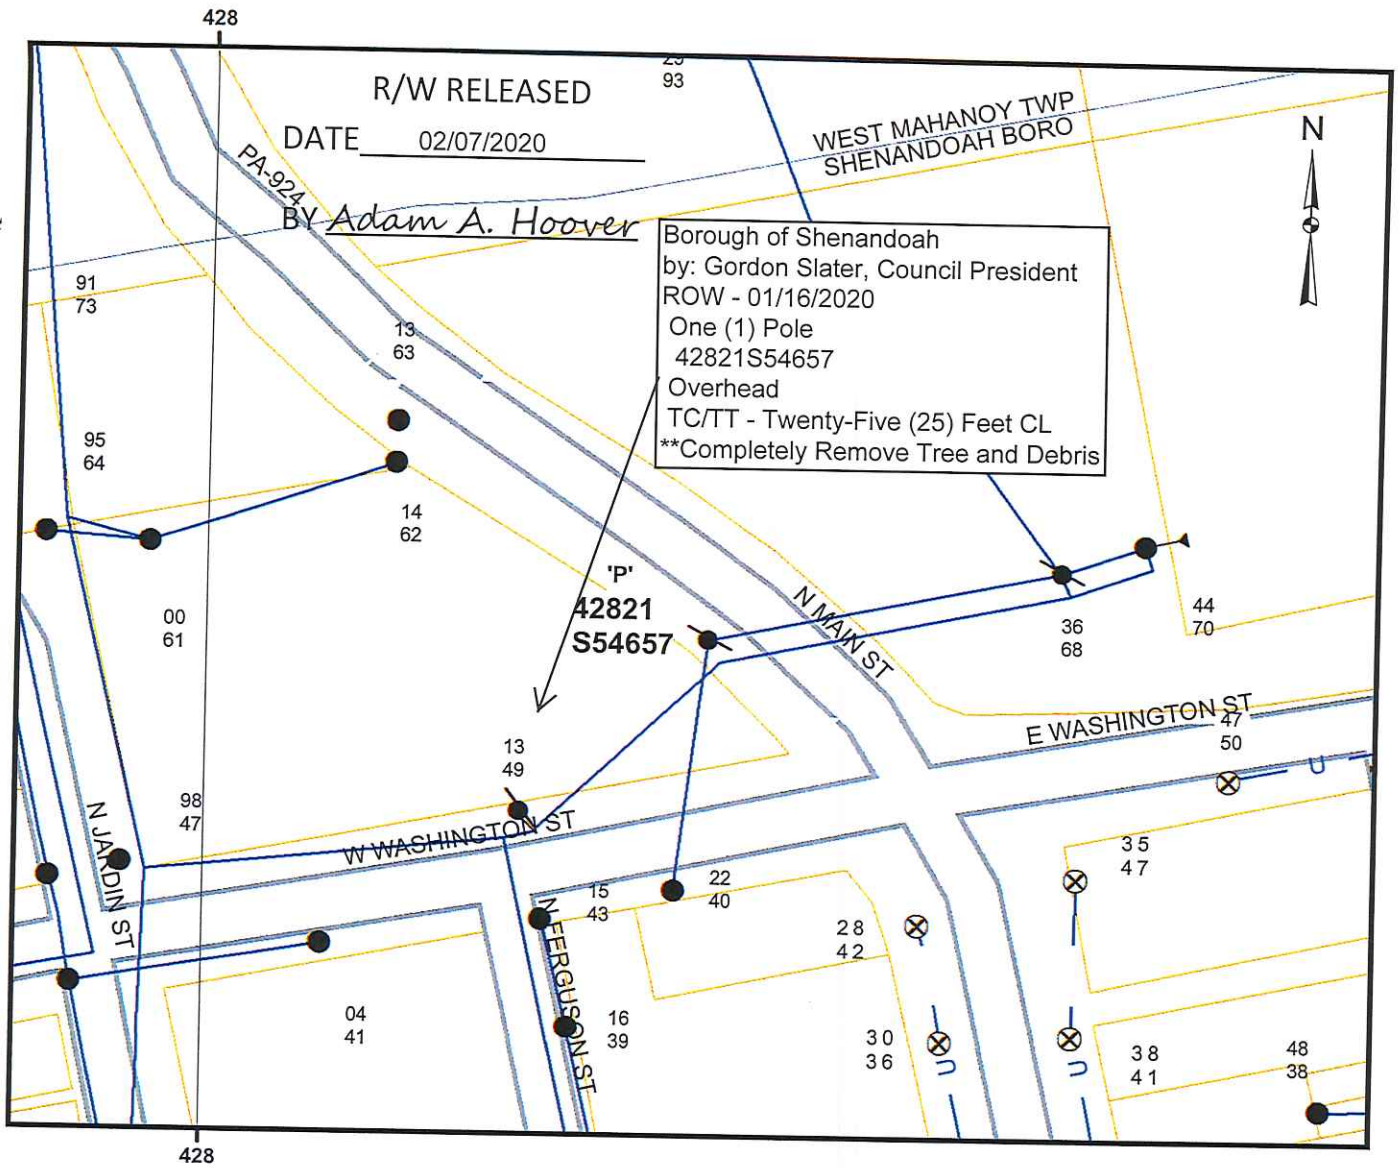 428
R/W RELEASED
DATE 02/07/2020
BY Adam A. Hoover
93
WEST MAHANOY TWP
SHENANDOAH BORO
N
PA-924
Borough of Shenandoah
by: Gordon Slater, Council President
ROW - 01/16/2020
One (1) Pole
42821S54657
Overhead
TC/TT - Twenty-Five (25) Feet CL
**Completely Remove Tree and Debris
91
73
13
63
95
64
14
62
00
61
'P'
42821
S54657
N MAIN ST
36
68
44
70
E WASHINGTON ST
47
50
U
13
49
98
47
N JARDIN ST
W WASHINGTON ST
15
43
22
40
N FERGUSON ST
35
47
28
42
04
41
16
39
30
36
U
U
38
41
48
38
428